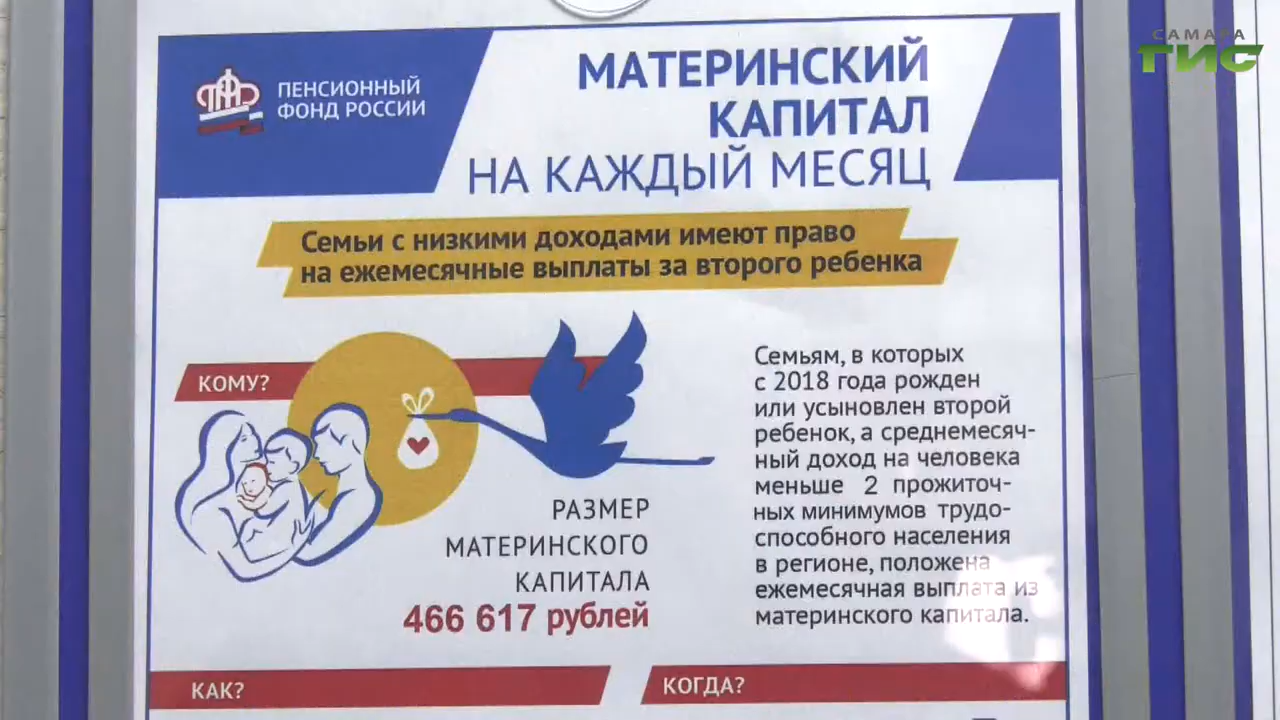 САМАРА
ГИС
ПЕНСИОННЫЙ
ФОНД РОССИИ
МАТЕРИНСКИЙ
КАПИТАЛ
НА КАЖДЫЙ МЕСЯЦ
Семьи с низкими доходами имеют право
на ежемесячные выплаты за второго ребенка
КОМУ?
РАЗМЕР
МАТЕРИНСКОГО
КАПИТАЛА
466 617 рублей
Семьям, в которых
с 2018 года рожден
или усыновлен второй
ребенок, а среднемесяч-
ный доход на человека
меньше 2 прожиточ-
ных минимумов трудо-
способного населения
в регионе, положена
ежемесячная выплата из
материнского капитала.
КАК?
КОГДА?